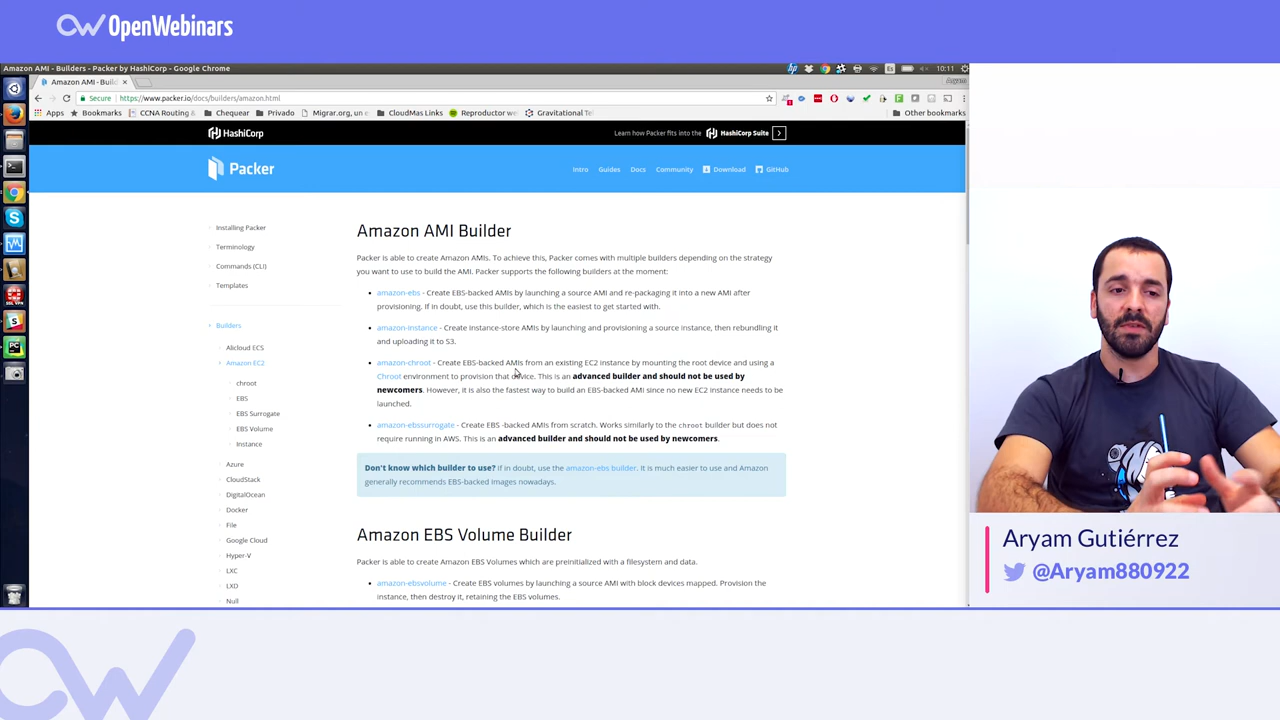 OpenWebinars
Amazon AMI - Builders - Packer by HashiCorp - Google Chrome
Es
10:11
Amazon AMI - Build
Aryam
Secure
https://www.packer.io/docs/builders/amazon.html
Apps
Bookmarks
CCNA Routing
Chequear
Privado
Migrar.org, un e
CloudMas Links
Reproductor we
Gravitational Te
Other bookmarks
HashiCorp
Learn how Packer fits into the
HashiCorp Suite
Packer
Intro
Guides
Docs
Community
Download
GitHub
Installing Packer
Terminology
Commands (CLI)
Templates
Builders
Alicloud ECS
Amazon EC2
chroot
EBS
EBS Surrogate
EBS Volume
Instance
Azure
CloudStack
DigitalOcean
Docker
File
Google Cloud
Hyper-V
LXC
LXD
Null
Amazon AMI Builder
Packer is able to create Amazon AMIs. To achieve this, Packer comes with multiple builders depending on the strategy
you want to use to build the AMI. Packer supports the following builders at the moment:
amazon-ebs - Create EBS-backed AMIs by launching a source AMI and re-packaging it into a new AMI after
provisioning. If in doubt, use this builder, which is the easiest to get started with.
amazon-instance - Create instance-store AMIs by launching and provisioning a source instance, then rebundling it
and uploading it to S3.
amazon-chroot - Create EBS-backed AMIs from an existing EC2 instance by mounting the root device and using a
Chroot environment to provision that device. This is an advanced builder and should not be used by
newcomers. However, it is also the fastest way to build an EBS-backed AMI since no new EC2 instance needs to be
launched.
amazon-ebssurrogate - Create EBS -backed AMIs from scratch. Works similarly to the chroot builder but does not
require running in AWS. This is an advanced builder and should not be used by newcomers.
Don't know which builder to use? If in doubt, use the amazon-ebs builder. It is much easier to use and Amazon
generally recommends EBS-backed images nowadays.
Amazon EBS Volume Builder
Packer is able to create Amazon EBS Volumes which are preinitialized with a filesystem and data.
amazon-ebsvolume - Create EBS volumes by launching a source AMI with block devices mapped. Provision the
instance, then destroy it, retaining the EBS volumes.
Aryam Gutiérrez
@Aryam880922